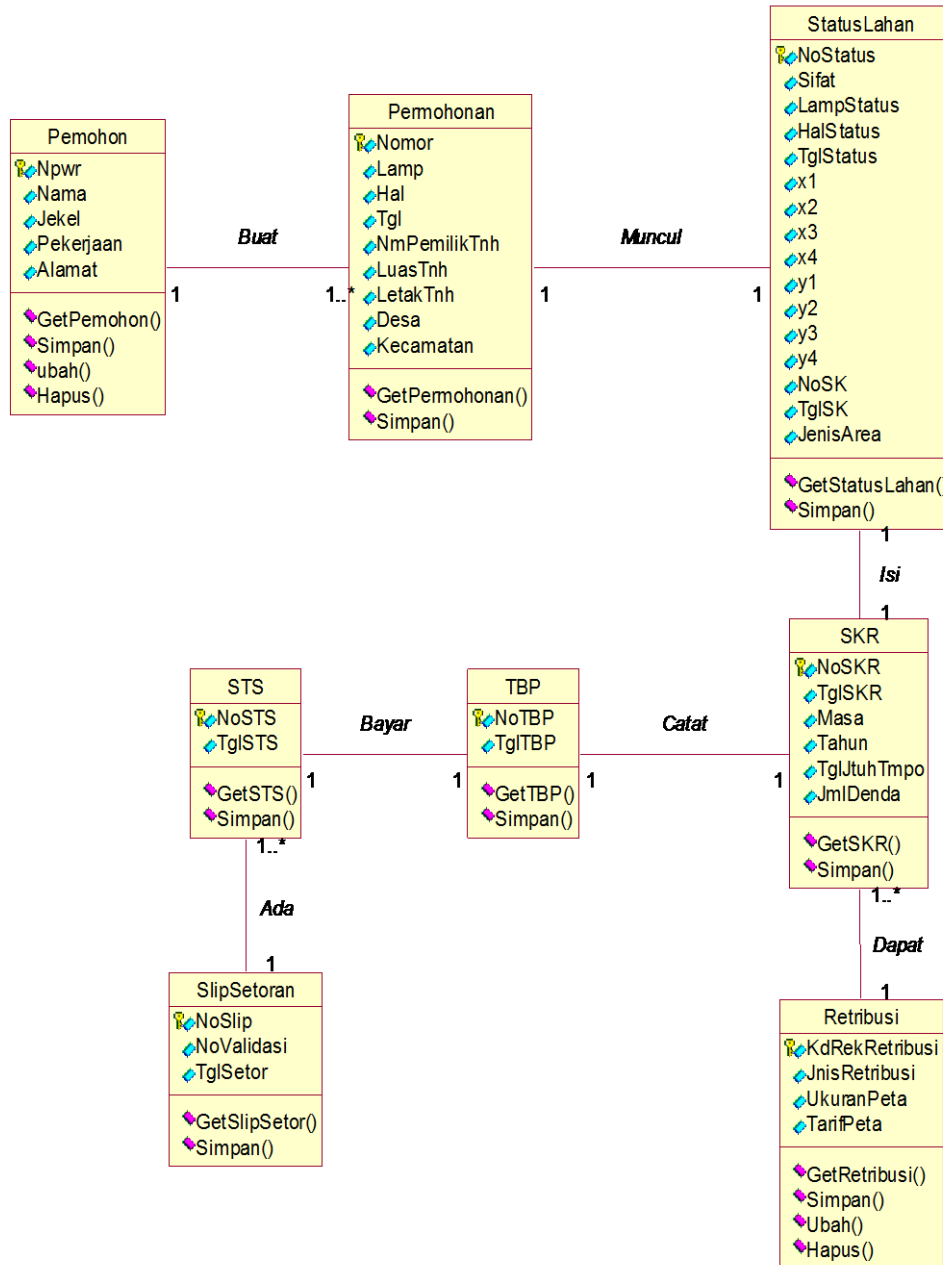 Pemohon
Npwr
Nama
Jekel
Pekerjaan
Alamat
GetPemohon()
Simpan()
ubah()
Hapus()
Buat
1
1..*
Permohonan
Nomor
Lamp
Hal
Tgl
NmPemilikTnh
LuasTnh
LetakTnh
Desa
Kecamatan
GetPermohonan()
Simpan()
Muncul
1
1
StatusLahan
NoStatus
Sifat
LampStatus
HalStatus
TglStatus
x1
x2
x3
x4
y1
y2
y3
y4
NoSK
TglSK
JenisArea
GetStatusLahan()
Simpan()
1
Isi
1
SKR
NoSKR
TglSKR
Masa
Tahun
TglJtuhTmpo
JmlDenda
GetSKR()
Simpan()
Catat
1
1
TBP
NoTBP
TglTBP
GetTBP()
Simpan()
Bayar
1
1
STS
NoSTS
TglSTS
GetSTS()
Simpan()
1..*
Ada
1
SlipSetoran
NoSlip
NoValidasi
TglSetor
GetSlipSetor()
Simpan()
1..*
Dapat
1
Retribusi
KdRekRetribusi
JnisRetribusi
UkuranPeta
TarifPeta
GetRetribusi()
Simpan()
Ubah()
Hapus()